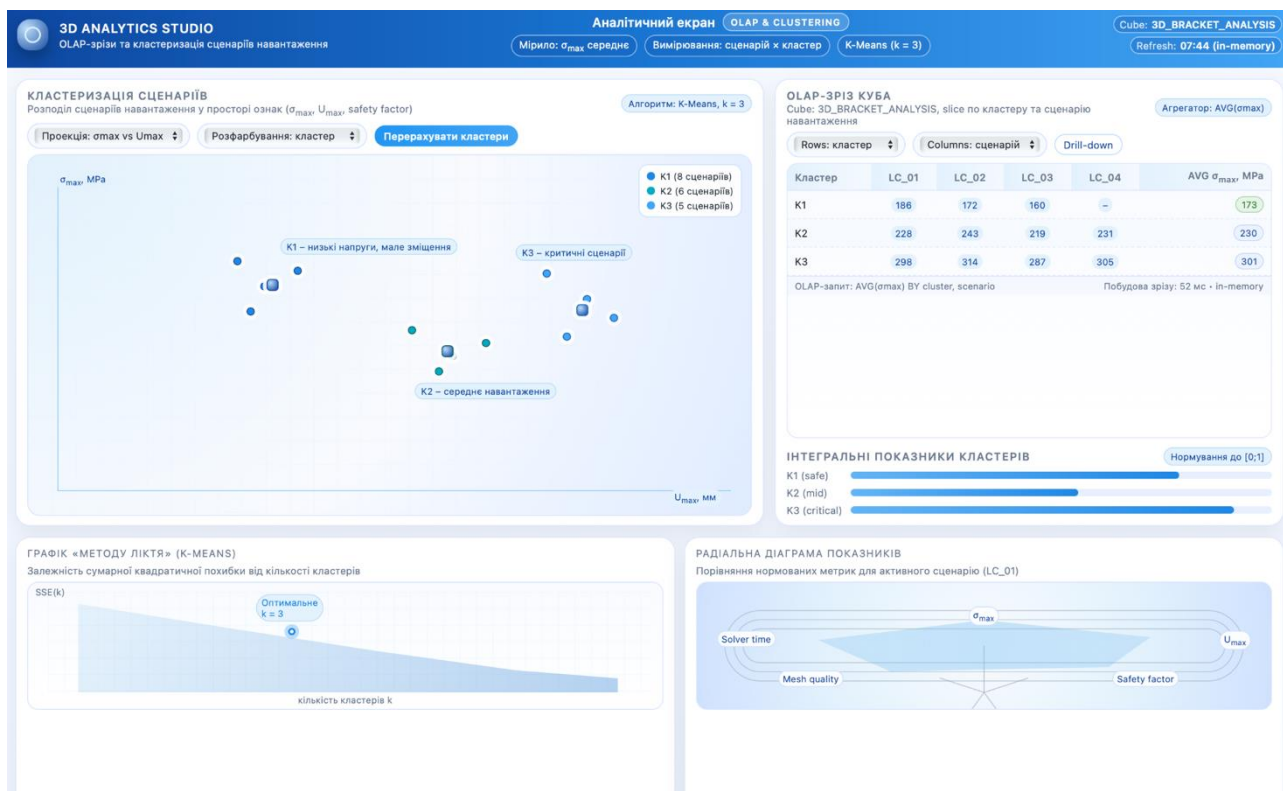 3D ANALYTICS STUDIO
OLAP-зрізи та кластеризація сценаріїв навантаження
Аналітичний екран OLAP & CLUSTERING
Мірило: σmax середнє Вимірювання: сценарій × кластер K-Means (k = 3)
Cube: 3D_BRACKET_ANALYSIS
Refresh: 07:44 (in-memory)
КЛАСТЕРИЗАЦІЯ СЦЕНАРІЇВ
Розподіл сценаріїв навантаження у просторі ознак (σmax, Umax, safety factor)
Алгоритм: K-Means, k = 3
Проекція: σmax vs Umax Розфарбування: кластер Перерахувати кластери
σmax, MPa
K1 (8 сценаріїв)
K2 (6 сценаріїв)
K3 (5 сценаріїв)
K1 – низькі напруги, мале зміщення
K3 – критичні сценарії
K2 – середнє навантаження
Umax, мм
OLAP-ЗРІЗ КУБА
Cube: 3D_BRACKET_ANALYSIS, slice по кластеру та сценарію
навантаження
Агрегатор: AVG(σmax)
Rows: кластер Columns: сценарій Drill-down
Кластер LC_01 LC_02 LC_03 LC_04 AVG σmax, MPa
K1 186 172 160 – 173
K2 228 243 219 231 230
K3 298 314 287 305 301
OLAP-запит: AVG(σmax) BY cluster, scenario Побудова зрізу: 52 мс • in-memory
ІНТЕГРАЛЬНІ ПОКАЗНИКИ КЛАСТЕРІВ Нормування до [0;1]
K1 (safe)
K2 (mid)
K3 (critical)
ГРАФІК «МЕТОДУ ЛІКТЯ» (K-MEANS)
Залежність сумарної квадратичної похибки від кількості кластерів
SSE(k)
Оптимальне
k = 3
кількість кластерів k
РАДІАЛЬНА ДІАГРАМА ПОКАЗНИКІВ
Порівняння нормованих метрик для активного сценарію (LC_01)
σmax
Solver time Umax
Mesh quality Safety factor